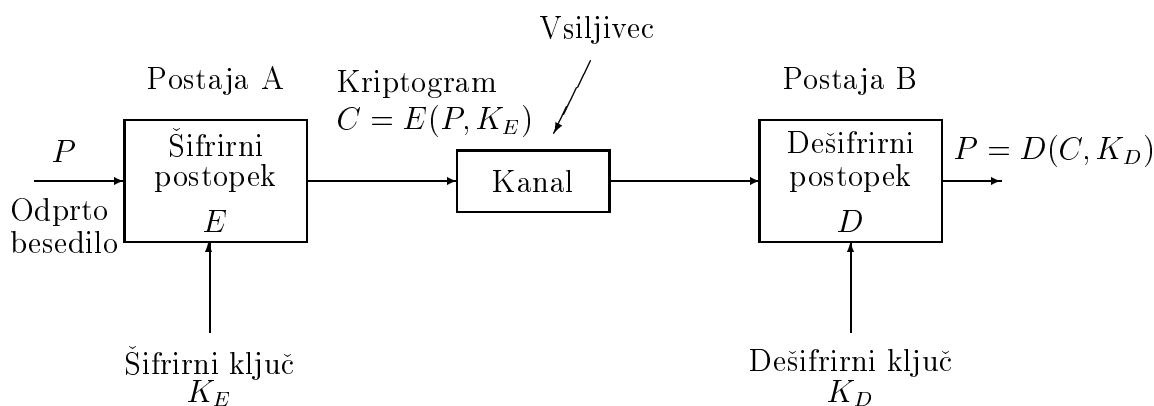 Vsiljivec
Postaja A
Kriptogram
C = E(P, K_E)
Postaja B
P
Odprto
besedilo
Šifrirni
postopek
E
Kanal
Dešifrirni
postopek
D
P = D(C, K_D)
Šifrirni ključ
K_E
Dešifrirni ključ
K_D